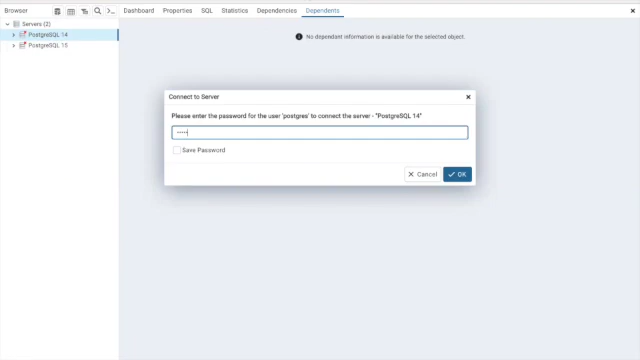 Browser
Dashboard Properties SQL Statistics Dependencies Dependents
Servers (2)
PostgreSQL 14
PostgreSQL 15
No dependant information is available for the selected object.
Connect to Server
Please enter the password for the user 'postgres' to connect the server - "PostgreSQL 14"
Save Password
Cancel OK